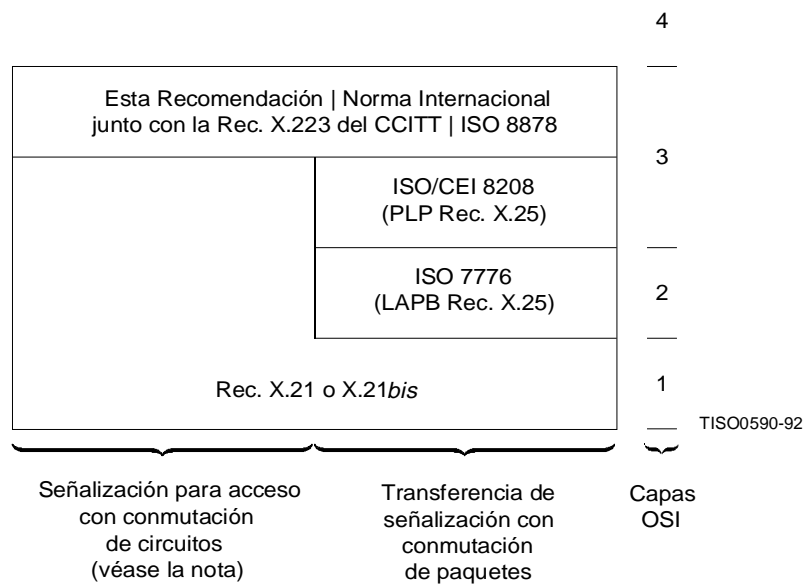 4
Esta Recomendación | Norma Internacional
junto con la Rec. X.223 del CCITT | ISO 8878
3
ISO/CEI 8208
(PLP Rec. X.25)
ISO 7776
(LAPB Rec. X.25)
2
Rec. X.21 o X.21bis
1
TISO0590-92
Señalización para acceso
con conmutación
de circuitos
(véase la nota)
Transferencia de
señalización con
conmutación
de paquetes
Capas
OSI